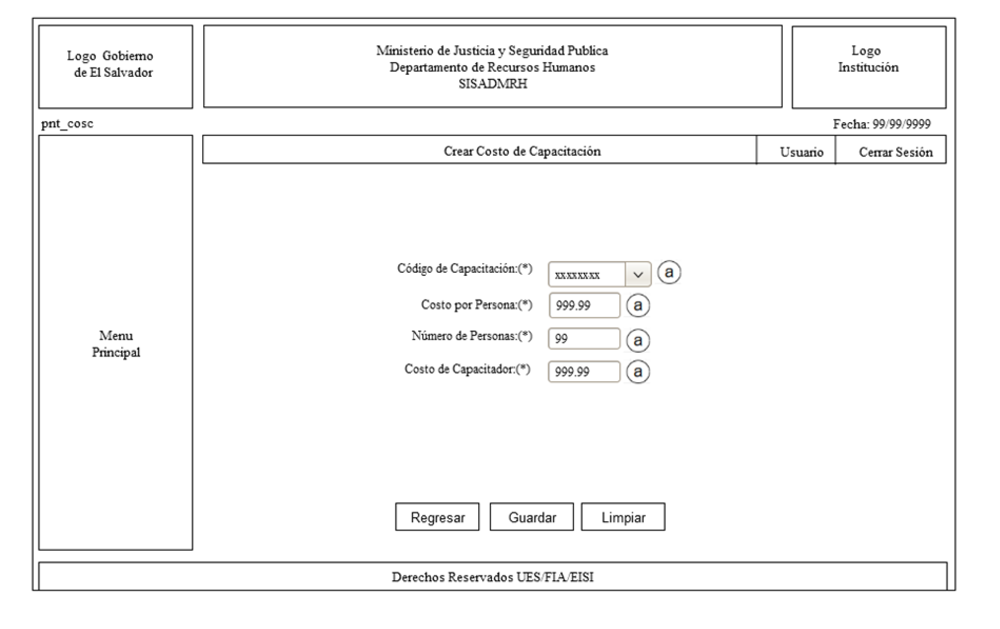 Logo Gobierno
de El Salvador
Ministerio de Justicia y Seguridad Publica
Departamento de Recursos Humanos
SISADMRH
Logo
Institución
pnt_cosc
Fecha: 99/99/9999
Crear Costo de Capacitación
Usuario
Cerrar Sesión
Menu
Principal
Código de Capacitación:(*) xxxxxxxx a
Costo por Persona:(*) 999.99 a
Número de Personas:(*) 99 a
Costo de Capacitador:(*) 999.99 a
Regresar Guardar Limpiar
Derechos Reservados UES/FIA/EISI